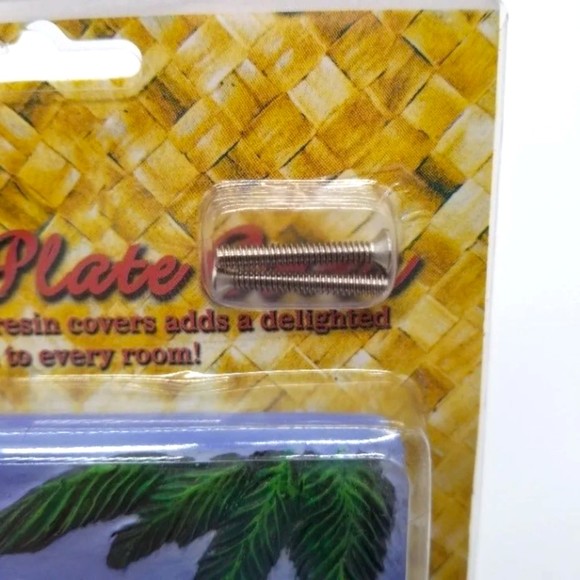 Plate
resin covers adds a delighted
to every room!